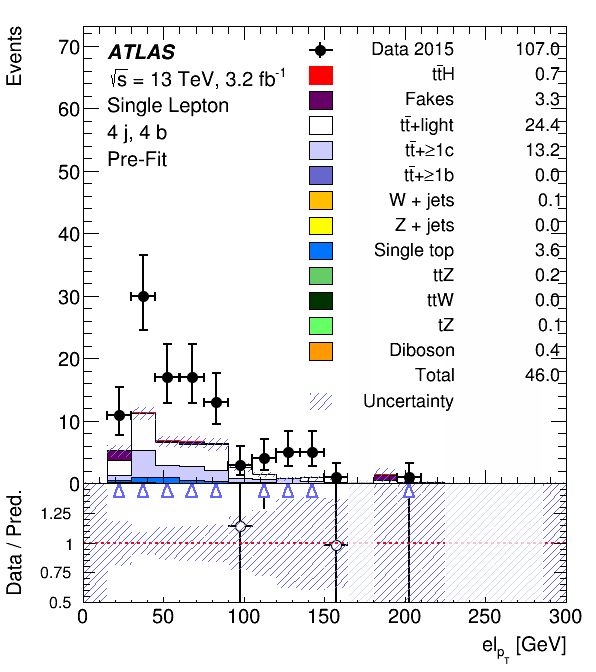 Events
70
60
50
40
30
20
10
0
ATLAS
√s = 13 TeV, 3.2 fb⁻¹
Single Lepton
4 j, 4 b
Pre-Fit
Data 2015 107.0
tt̄H 0.7
Fakes 3.3
tt̄+light 24.4
tt̄+≥1c 13.2
tt̄+≥1b 0.0
W + jets 0.1
Z + jets 0.0
Single top 3.6
ttZ 0.2
ttW 0.0
tZ 0.1
Diboson 0.4
Total 46.0
Uncertainty
Data / Pred.
1.25
1
0.75
0.5
0 50 100 150 200 250 300
el_pT [GeV]